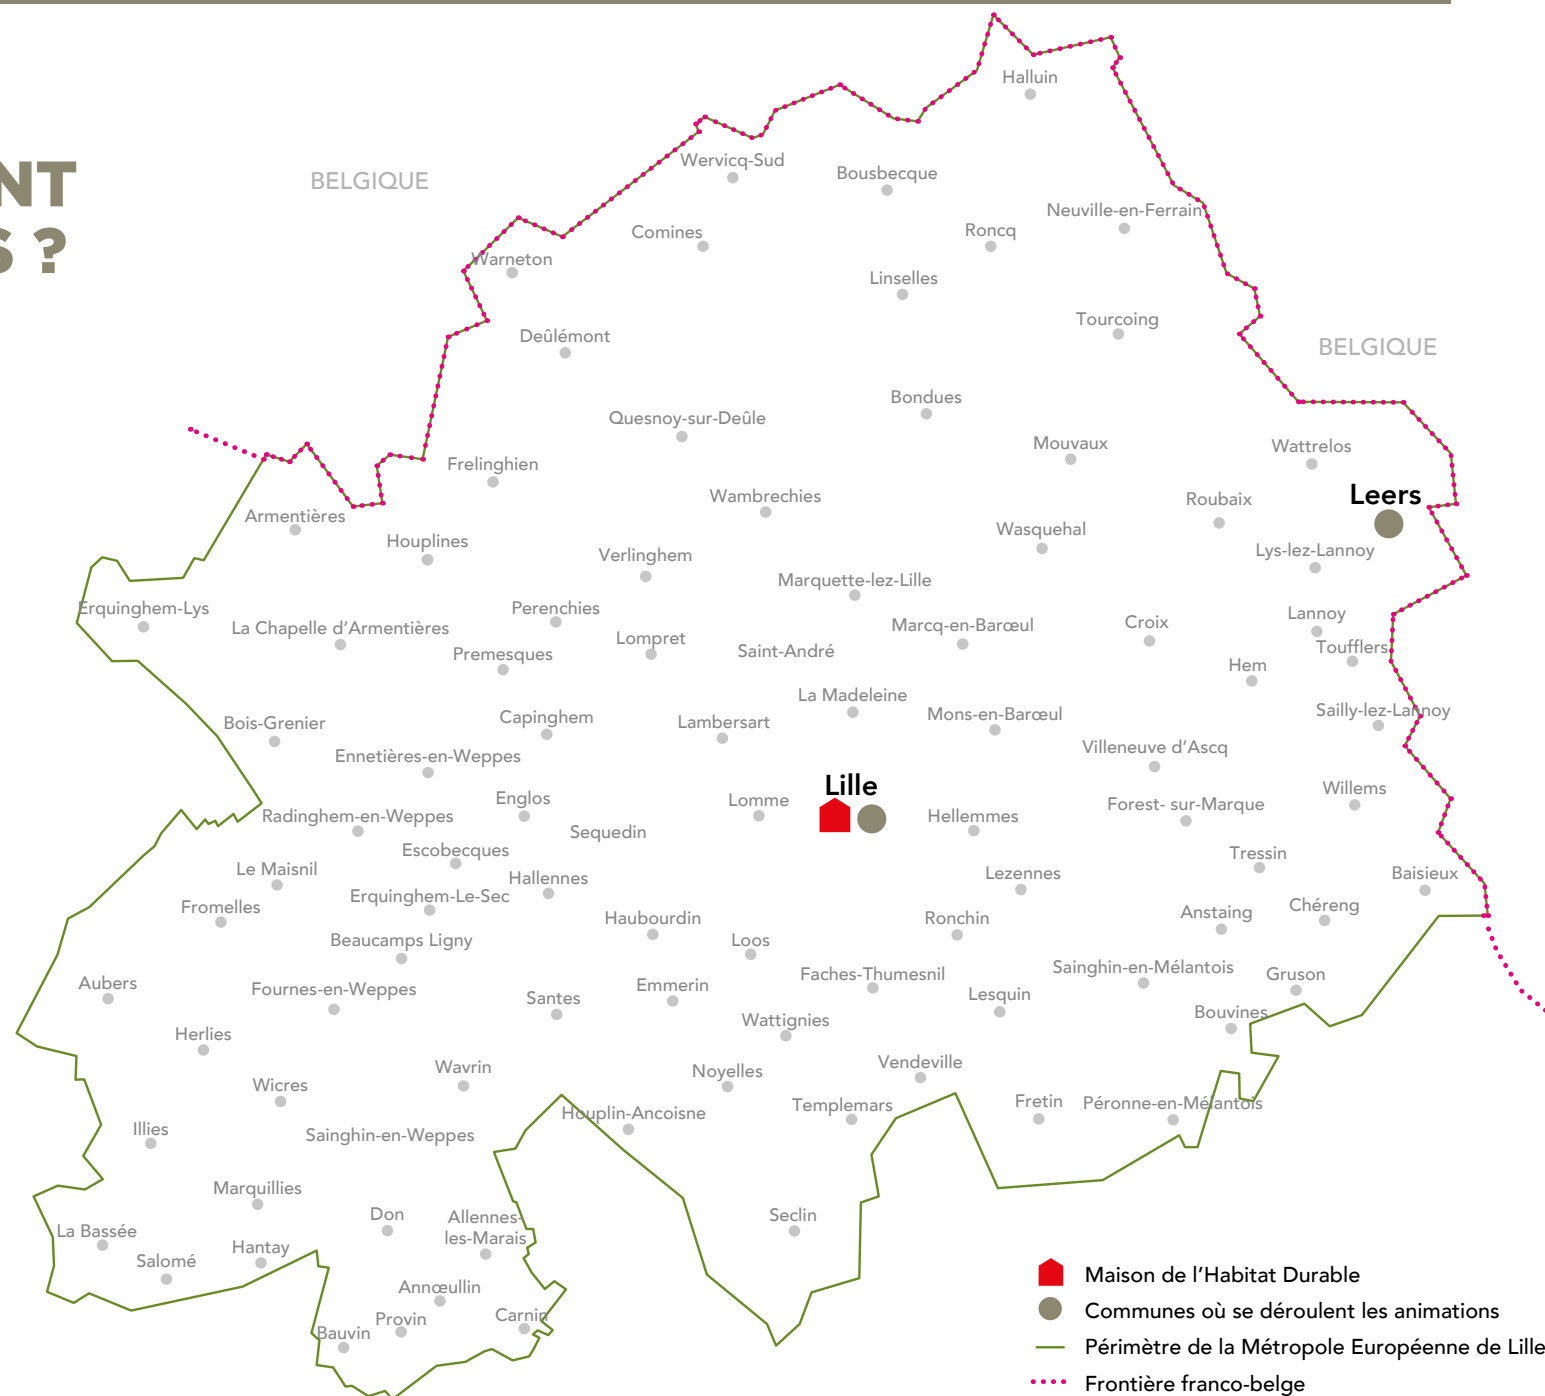 NT
S ?
BELGIQUE
BELGIQUE
Halluin
Wervicq-Sud
Bousbecque
Neuville-en-Ferrain
Comines
Roncq
Warneton
Linselles
Tourcoing
Deûlémont
Bondues
Quesnoy-sur-Deûle
Mouvaux
Wattrelos
Frelinghien
Wambrechies
Roubaix
Leers
Armentières
Houplines
Wasquehal
Lys-lez-Lannoy
Verlinghem
Marquette-lez-Lille
Erquinghem-Lys
Perenchies
La Chapelle d’Armentières
Lompret
Marcq-en-Barœul
Croix
Lannoy
Premesques
Saint-André
Toufflers
Hem
La Madeleine
Bois-Grenier
Capinghem
Lambersart
Mons-en-Barœul
Sailly-lez-Lannoy
Ennetières-en-Weppes
Villeneuve d’Ascq
Lille
Englos
Lomme
Willems
Radinghem-en-Weppes
Sequedin
Hellemmes
Forest- sur-Marque
Escobecques
Tressin
Le Maisnil
Hallennes
Lezennes
Baisieux
Fromelles
Erquinghem-Le-Sec
Haubourdin
Ronchin
Anstaing
Chéreng
Beaucamps Ligny
Loos
Aubers
Fournes-en-Weppes
Santes
Emmerin
Faches-Thumesnil
Sainghin-en-Mélantois
Gruson
Lesquin
Herlies
Wattignies
Bouvines
Wicres
Wavrin
Noyelles
Vendeville
Illies
Sainghin-en-Weppes
Houplin-Ancoisne
Templemars
Fretin
Péronne-en-Mélantois
Marquillies
La Bassée
Don
Allennes-
les-Marais
Seclin
Salomé
Hantay
Annœullin
Provin
Carnin
Bauvin
Maison de l’Habitat Durable
Communes où se déroulent les animations
Périmètre de la Métropole Européenne de Lille
Frontière franco-belge